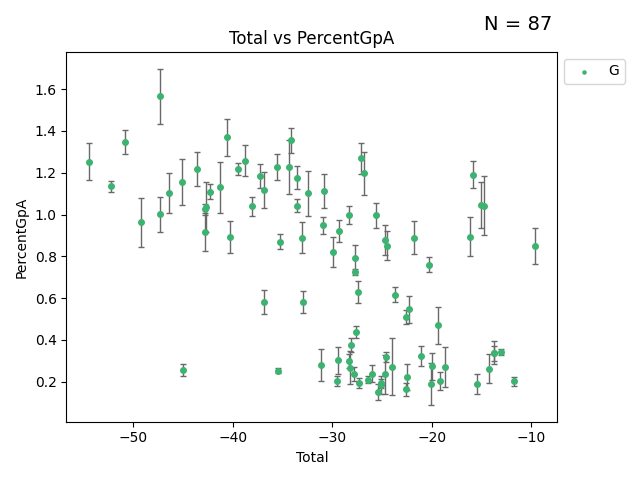 N = 87
Total vs PercentGpA
G
PercentGpA
1.6
1.4
1.2
1.0
0.8
0.6
0.4
0.2
−50 −40 −30 −20 −10
Total